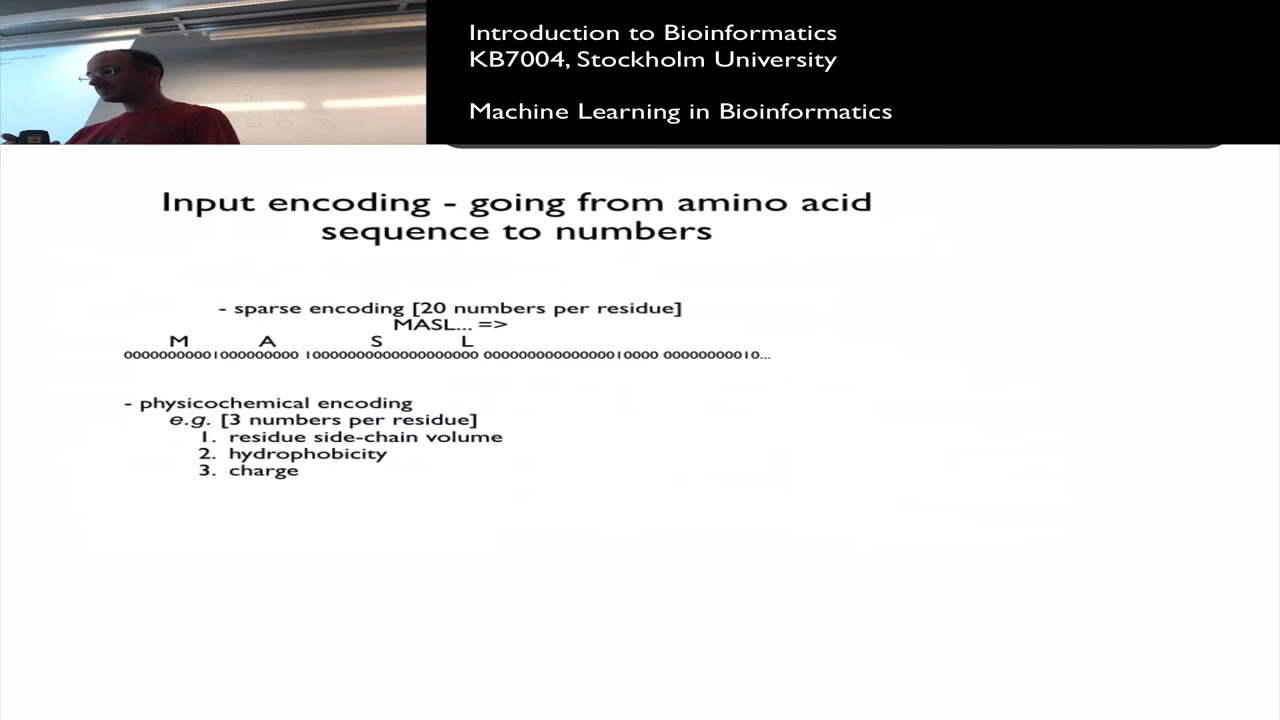 Introduction to Bioinformatics
KB7004, Stockholm University
Machine Learning in Bioinformatics
Input encoding - going from amino acid
sequence to numbers
- sparse encoding [20 numbers per residue]
MASL... =>
M A S L
00000000001000000000 10000000000000000000 00000000000000010000 00000000010...
- physicochemical encoding
e.g. [3 numbers per residue]
1. residue side-chain volume
2. hydrophobicity
3. charge